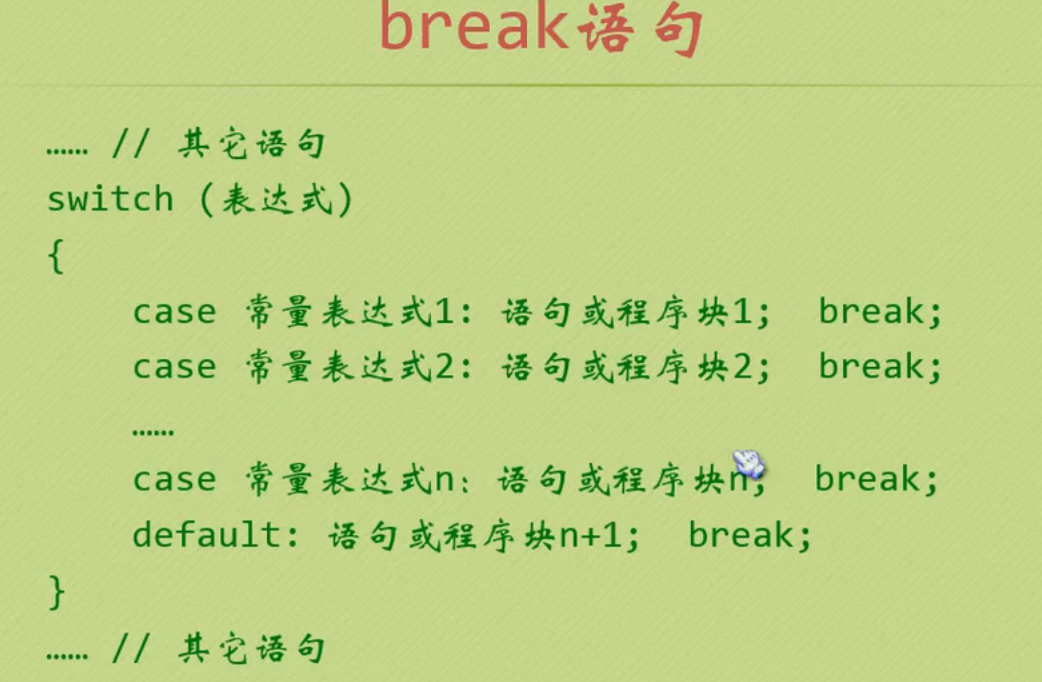 break语句
…… // 其它语句
switch (表达式)
{
case 常量表达式1: 语句或程序块1; break;
case 常量表达式2: 语句或程序块2; break;
……
case 常量表达式n: 语句或程序块n; break;
default: 语句或程序块n+1; break;
}
…… // 其它语句